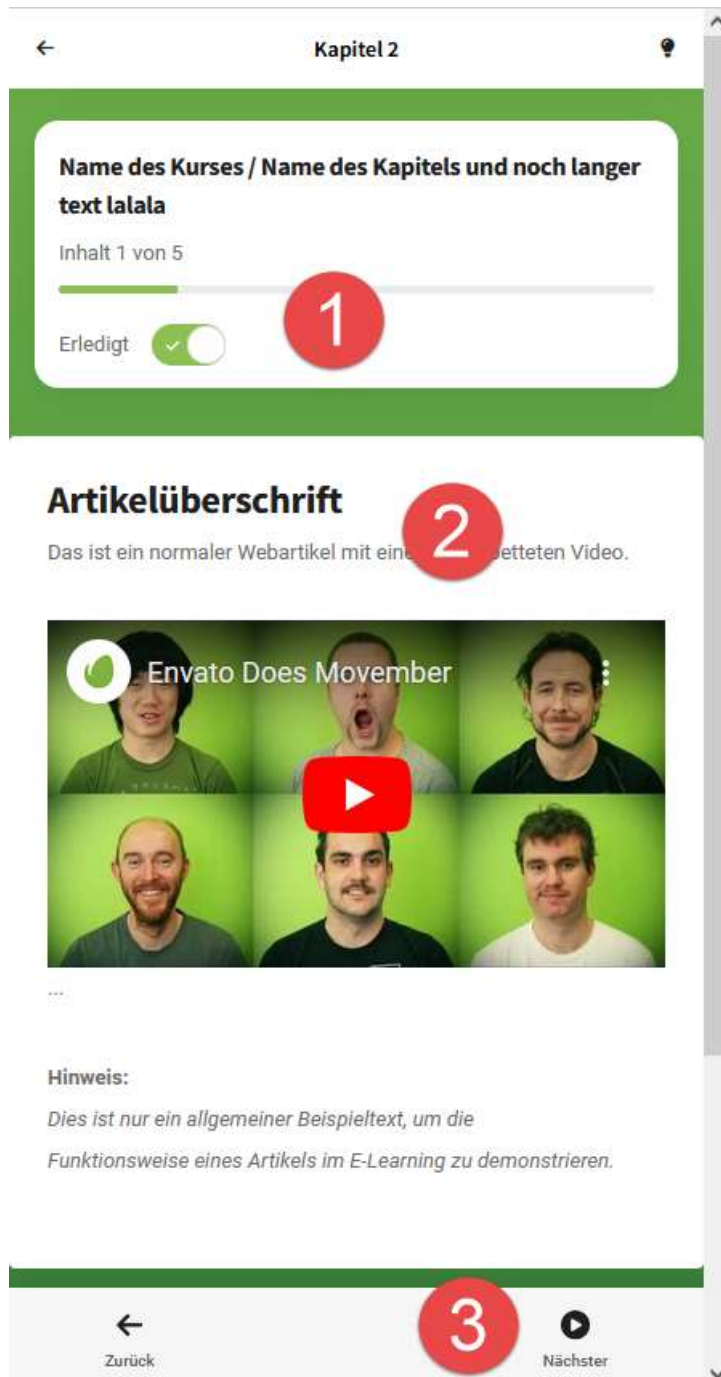 Kapitel 2
Name des Kurses / Name des Kapitels und noch langer
text lalala
Inhalt 1 von 5
1
Erledigt
Artikelüberschrift
2
Das ist ein normaler Webartikel mit betteten Video.
Envato Does Movember
...
Hinweis:
Dies ist nur ein allgemeiner Beispieltext, um die
Funktionsweise eines Artikels im E-Learning zu demonstrieren.
3
Zurück
Nächster